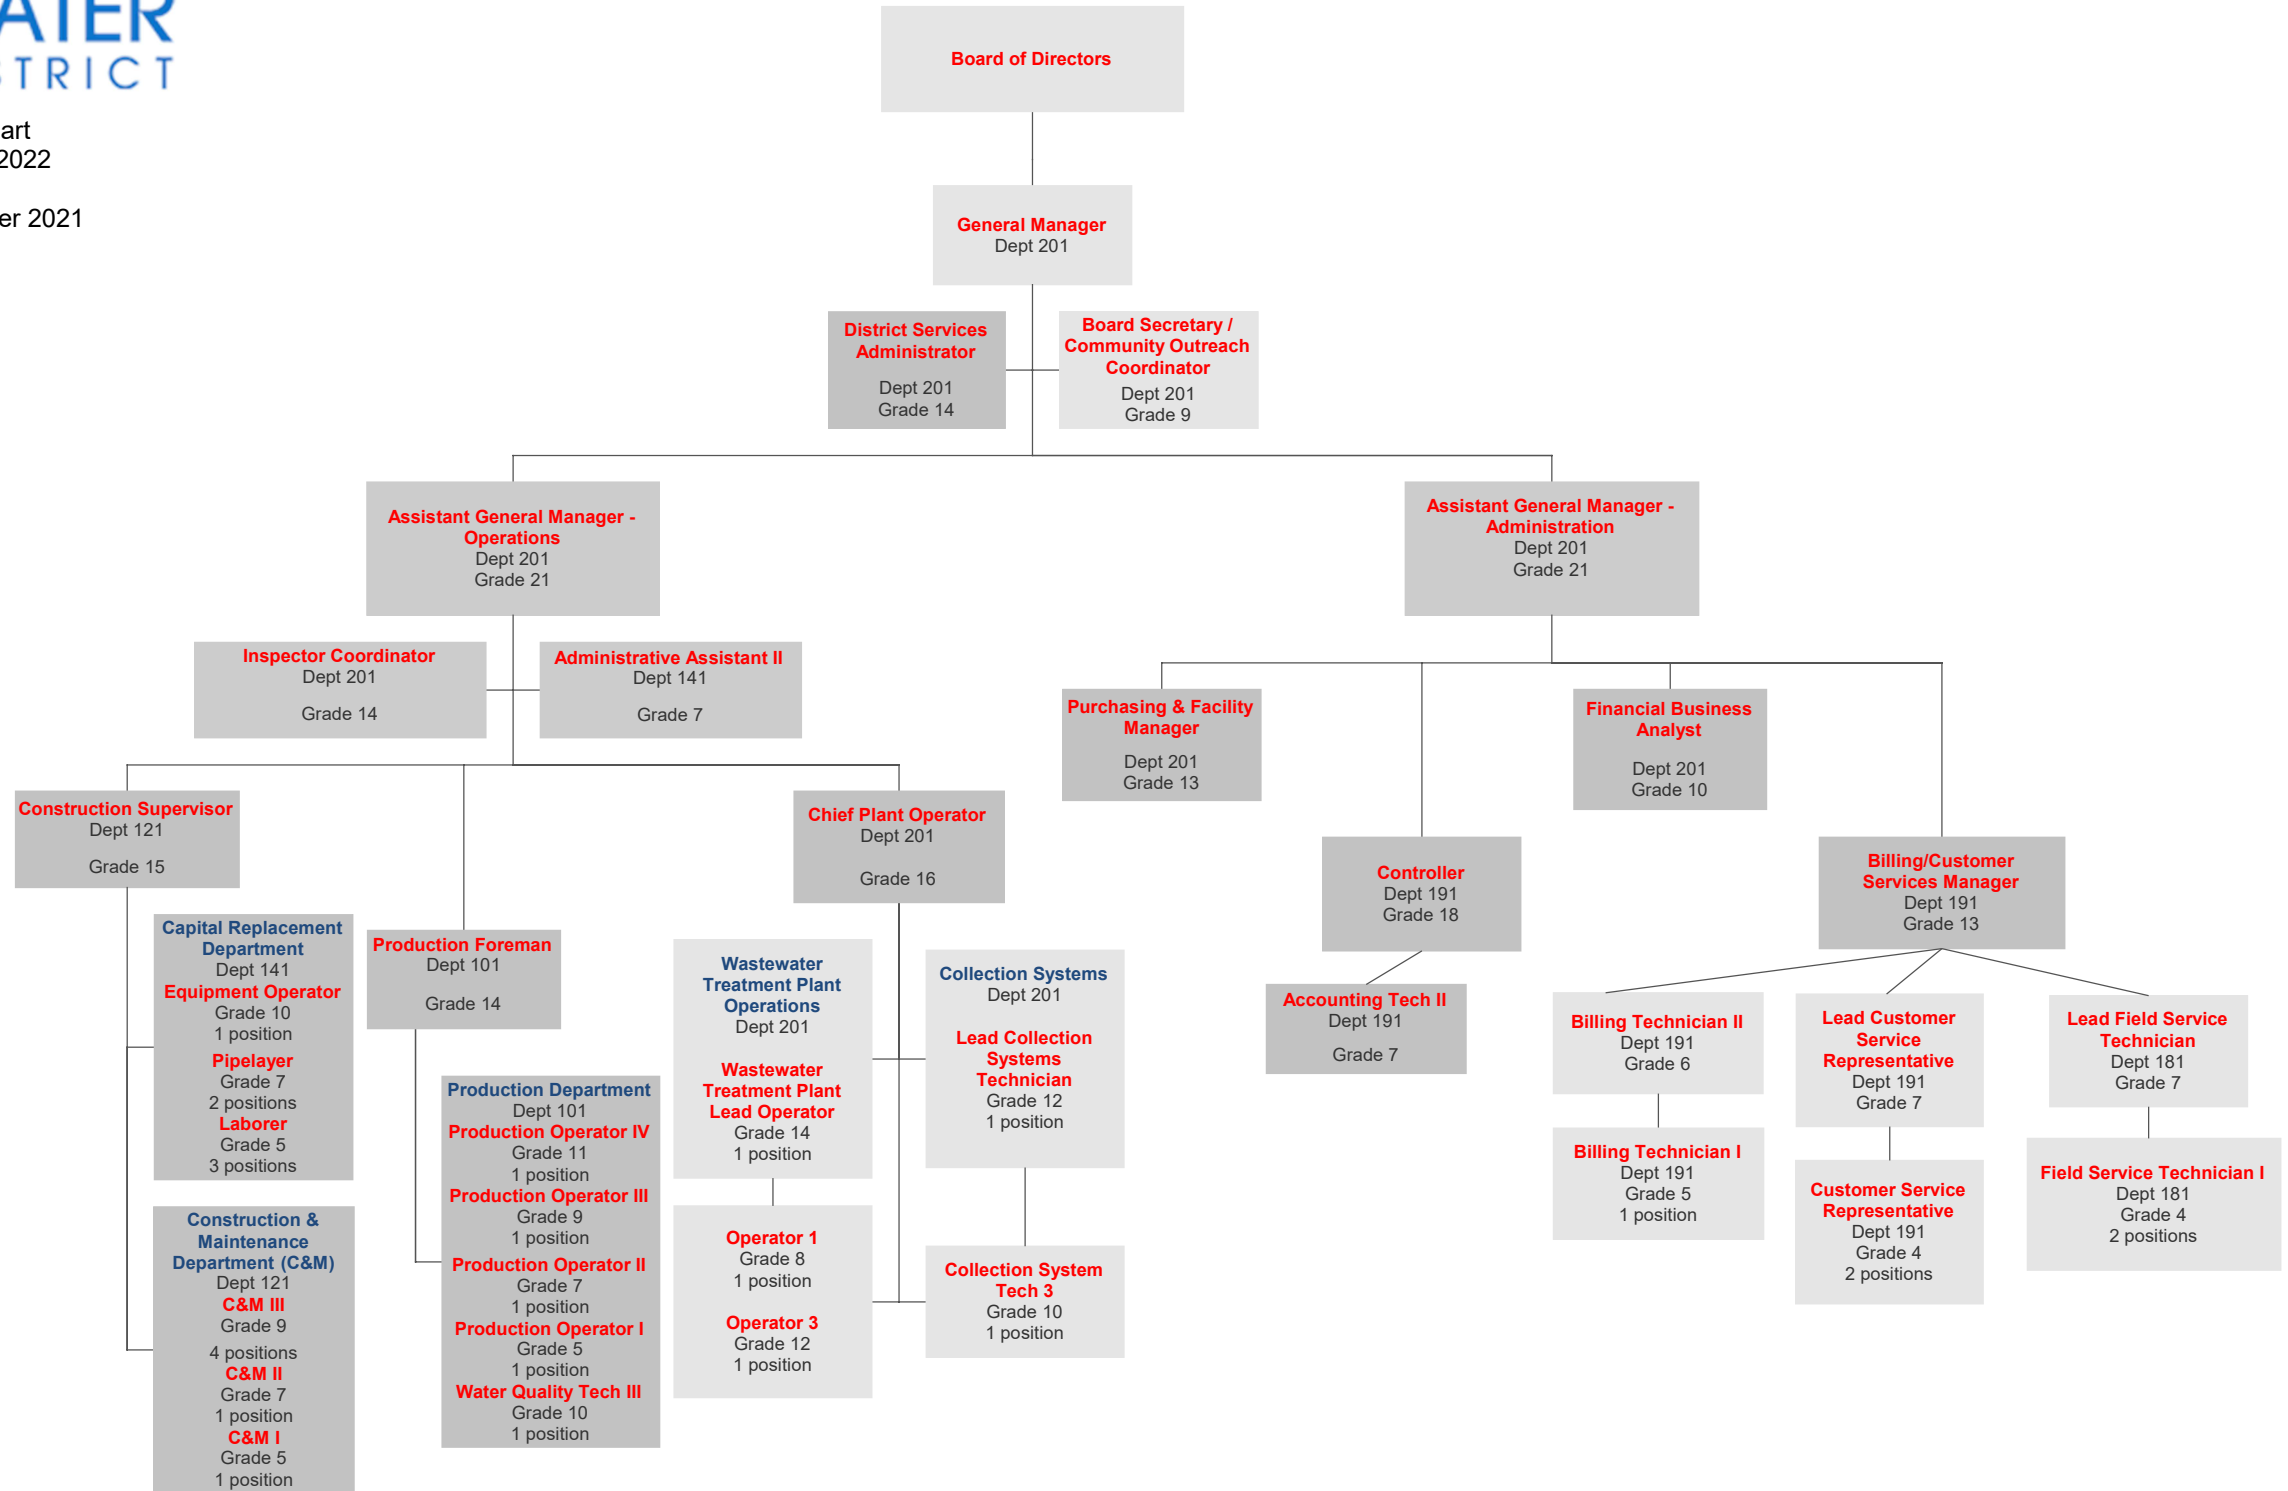 STRICT
2022
2021
Board of Directors
General Manager
Dept 201
District Services
Administrator
Dept 201
Grade 14
Board Secretary /
Community Outreach
Coordinator
Dept 201
Grade 9
Assistant General Manager -
Operations
Dept 201
Grade 21
Assistant General Manager -
Administration
Dept 201
Grade 21
Inspector Coordinator
Dept 201
Grade 14
Administrative Assistant II
Dept 141
Grade 7
Purchasing & Facility
Manager
Dept 201
Grade 13
Financial Business
Analyst
Dept 201
Grade 10
Construction Supervisor
Dept 121
Grade 15
Chief Plant Operator
Dept 201
Grade 16
Controller
Dept 191
Grade 18
Billing/Customer
Services Manager
Dept 191
Grade 13
Capital Replacement
Department
Dept 141
Equipment Operator
Grade 10
1 position
Pipelayer
Grade 7
2 positions
Laborer
Grade 5
3 positions
Production Foreman
Dept 101
Grade 14
Wastewater
Treatment Plant
Operations
Dept 201
Wastewater
Treatment Plant
Lead Operator
Grade 14
1 position
Collection Systems
Dept 201
Lead Collection
Systems
Technician
Grade 12
1 position
Accounting Tech II
Dept 191
Grade 7
Billing Technician II
Dept 191
Grade 6
Lead Customer
Service
Representative
Dept 191
Grade 7
Lead Field Service
Technician
Dept 181
Grade 7
Production Department
Dept 101
Production Operator IV
Grade 11
1 position
Production Operator III
Grade 9
1 position
Production Operator II
Grade 7
1 position
Production Operator I
Grade 5
1 position
Water Quality Tech III
Grade 10
1 position
Billing Technician I
Dept 191
Grade 5
1 position
Customer Service
Representative
Dept 191
Grade 4
2 positions
Field Service Technician I
Dept 181
Grade 4
2 positions
Construction &
Maintenance
Department (C&M)
Dept 121
C&M III
Grade 9
4 positions
C&M II
Grade 7
1 position
C&M I
Grade 5
1 position
Operator 1
Grade 8
1 position
Operator 3
Grade 12
1 position
Collection System
Tech 3
Grade 10
1 position